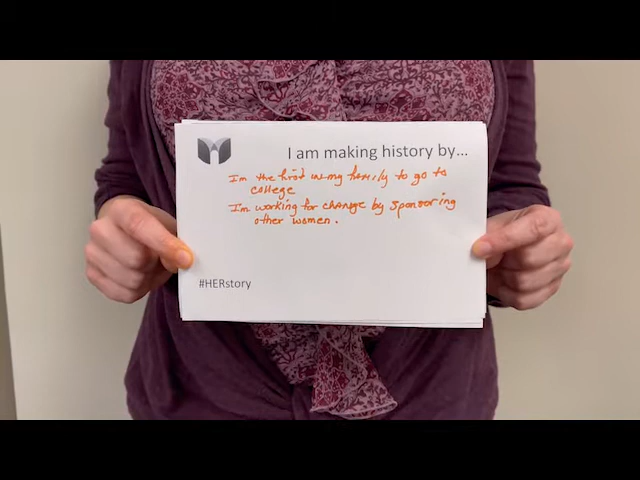 I am making history by...
I'm the first in my family to go to
college
I'm working for change by sponsoring
other women.
#HERstory